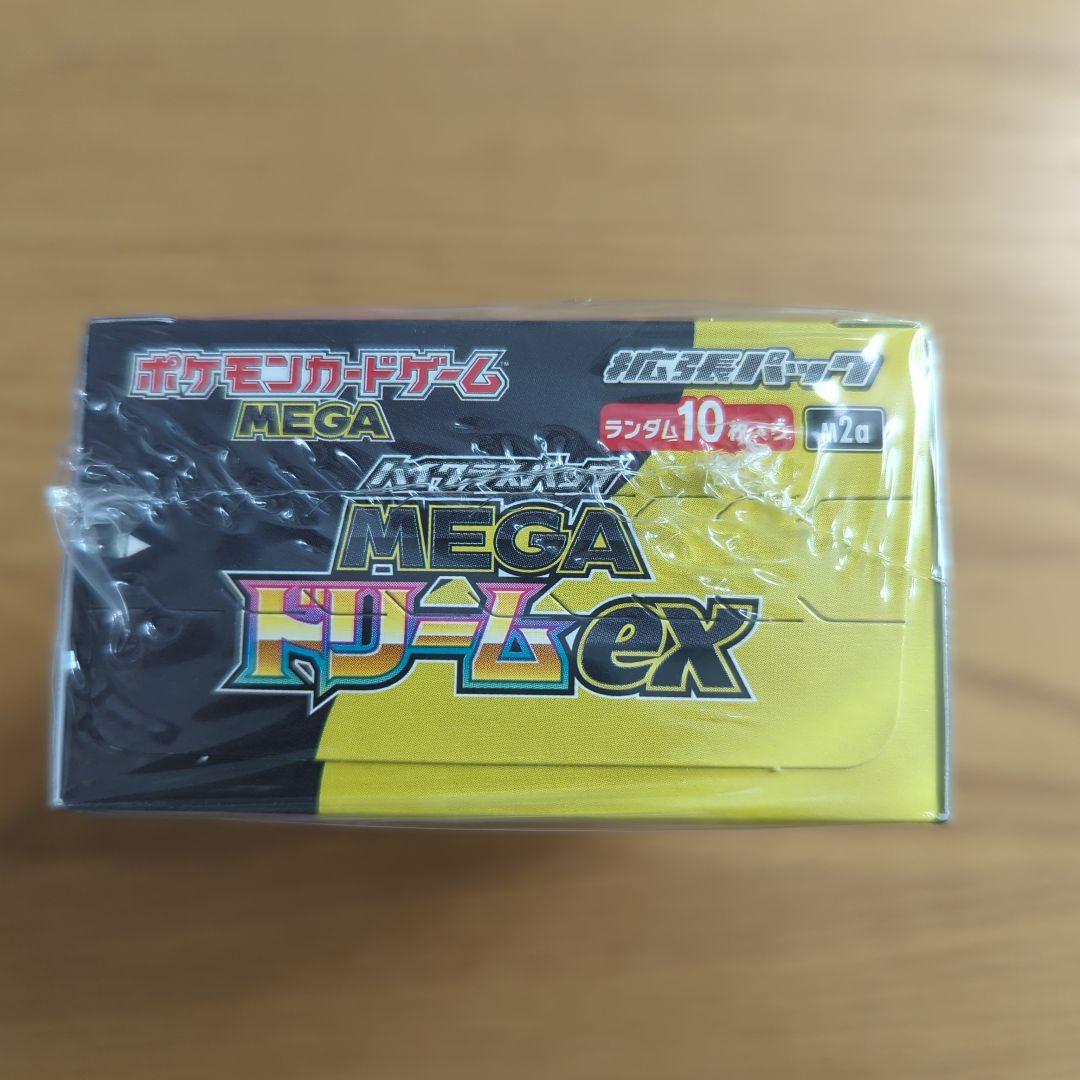 ポケモンカードゲーム
MEGA
拡張パック
ランダム10枚入り
M2a
ハイクラスパック
MEGA
ドリームex